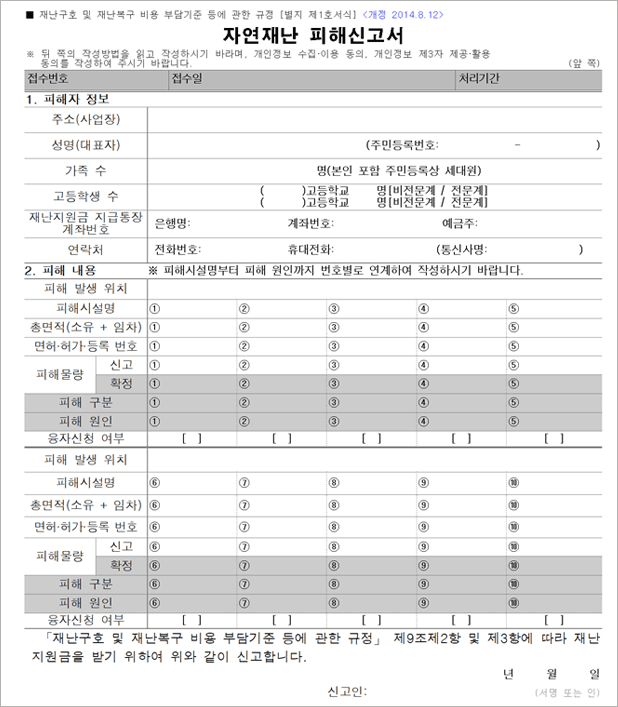 ■ 재난구호 및 재난복구 비용 부담기준 등에 관한 규정 [별지 제1호서식] <개정 2014.8.12>
자연재난 피해신고서
※ 뒤 쪽의 작성방법을 읽고 작성하시기 바라며, 개인정보 수집·이용 동의, 개인정보 제3자 제공·활용
동의를 작성하여 주시기 바랍니다. (앞 쪽)
접수번호 접수일 처리기간
1. 피해자 정보
주소(사업장)
성명(대표자) (주민등록번호: - )
가족 수 명(본인 포함 주민등록상 세대원)
고등학생 수 ( )고등학교 명[비전문계 / 전문계]
( )고등학교 명[비전문계 / 전문계]
재난지원금 지급통장
계좌번호 은행명: 계좌번호: 예금주:
연락처 전화번호: 휴대전화: (통신사명: )
2. 피해 내용 ※ 피해시설명부터 피해 원인까지 번호별로 연계하여 작성하시기 바랍니다.
피해 발생 위치
피해시설명 ① ② ③ ④ ⑤
총면적(소유 + 임차) ① ② ③ ④ ⑤
면허·허가·등록 번호 ① ② ③ ④ ⑤
피해물량 신고 ① ② ③ ④ ⑤
확정 ① ② ③ ④ ⑤
피해 구분 ① ② ③ ④ ⑤
피해 원인 ① ② ③ ④ ⑤
융자신청 여부 [ ] [ ] [ ] [ ] [ ]
피해 발생 위치
피해시설명 ⑥ ⑦ ⑧ ⑨ ⑩
총면적(소유 + 임차) ⑥ ⑦ ⑧ ⑨ ⑩
면허·허가·등록 번호 ⑥ ⑦ ⑧ ⑨ ⑩
피해물량 신고 ⑥ ⑦ ⑧ ⑨ ⑩
확정 ⑥ ⑦ ⑧ ⑨ ⑩
피해 구분 ⑥ ⑦ ⑧ ⑨ ⑩
피해 원인 ⑥ ⑦ ⑧ ⑨ ⑩
융자신청 여부 [ ] [ ] [ ] [ ] [ ]
「재난구호 및 재난복구 비용 부담기준 등에 관한 규정」 제9조제2항 및 제3항에 따라 재난
지원금을 받기 위하여 위와 같이 신고합니다.
년 월 일
신고인: (서명 또는 인)